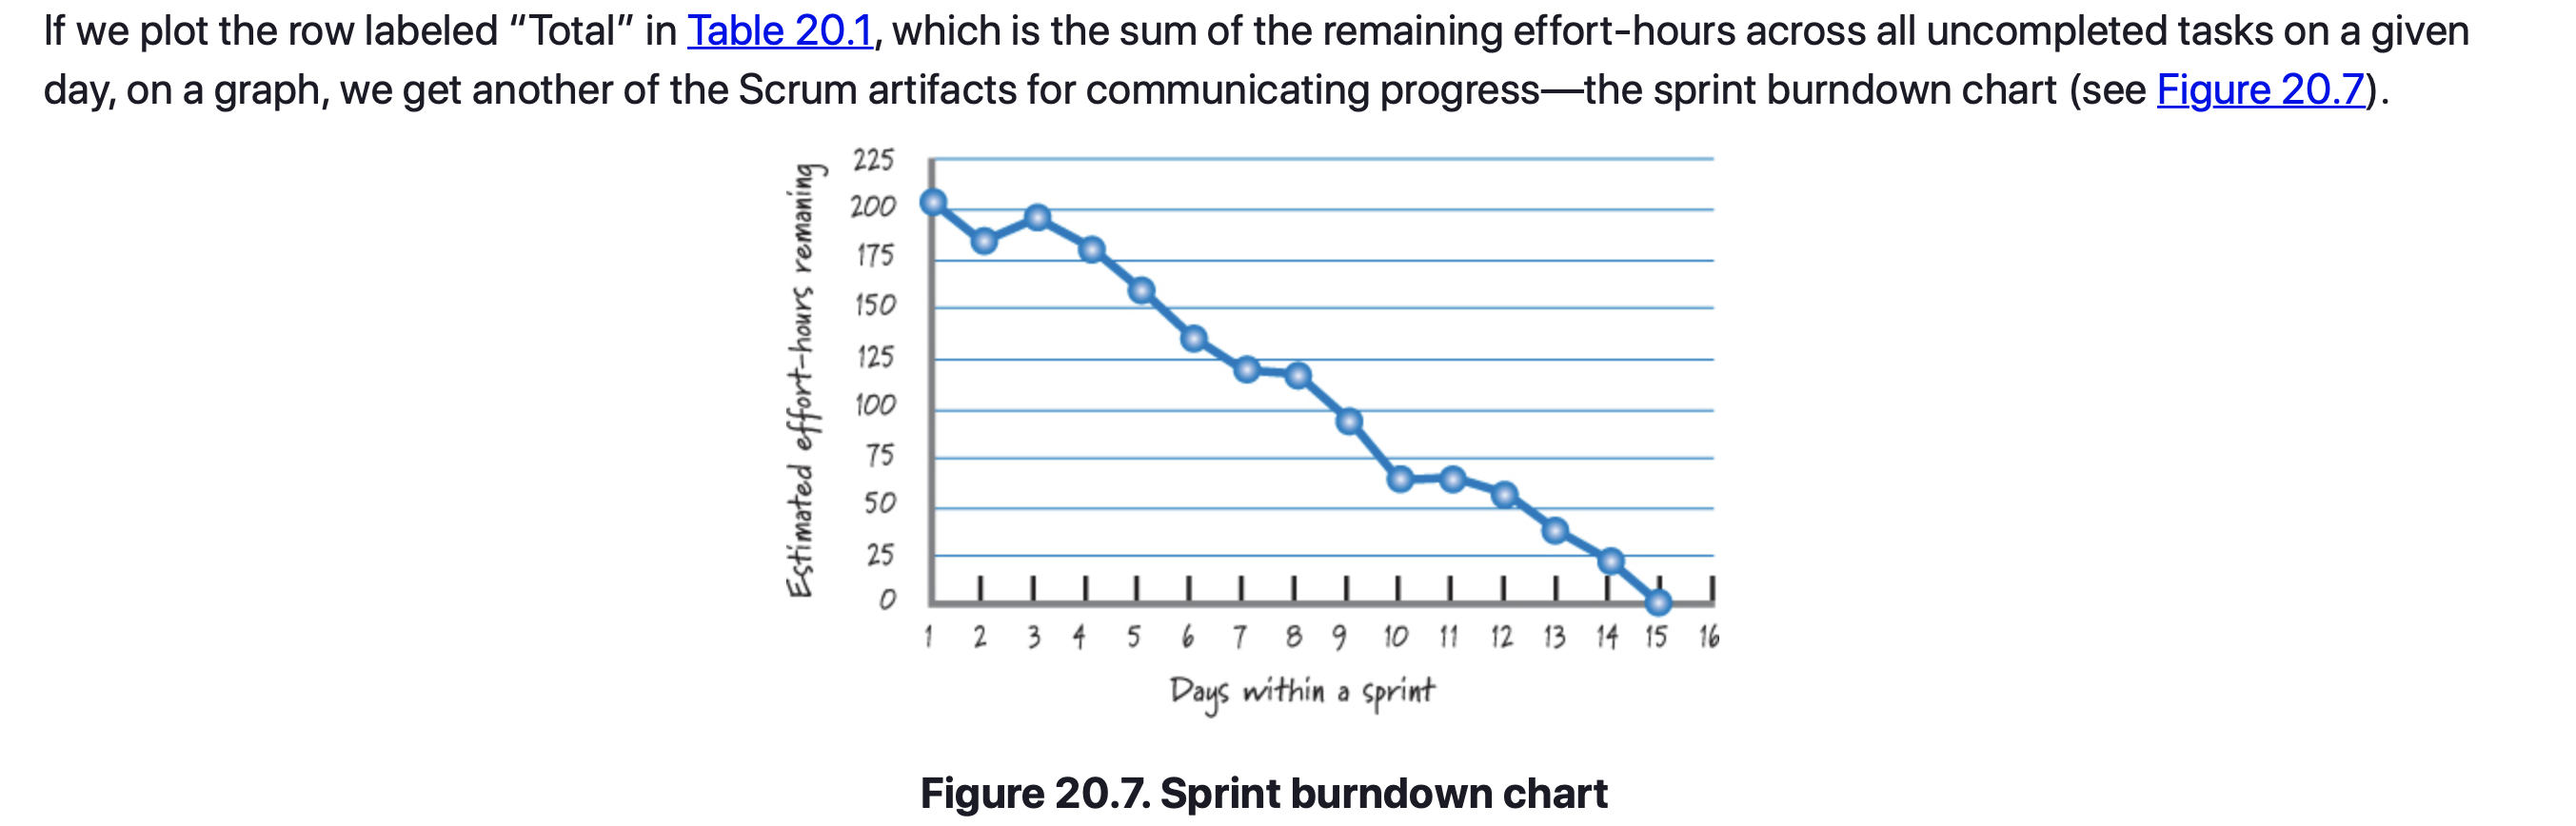 If we plot the row labeled “Total” in Table 20.1, which is the sum of the remaining effort-hours across all uncompleted tasks on a given
day, on a graph, we get another of the Scrum artifacts for communicating progress—the sprint burndown chart (see Figure 20.7).
Estimated effort-hours remaining
225
200
175
150
125
100
75
50
25
0
1 2 3 4 5 6 7 8 9 10 11 12 13 14 15 16
Days within a sprint
Figure 20.7. Sprint burndown chart